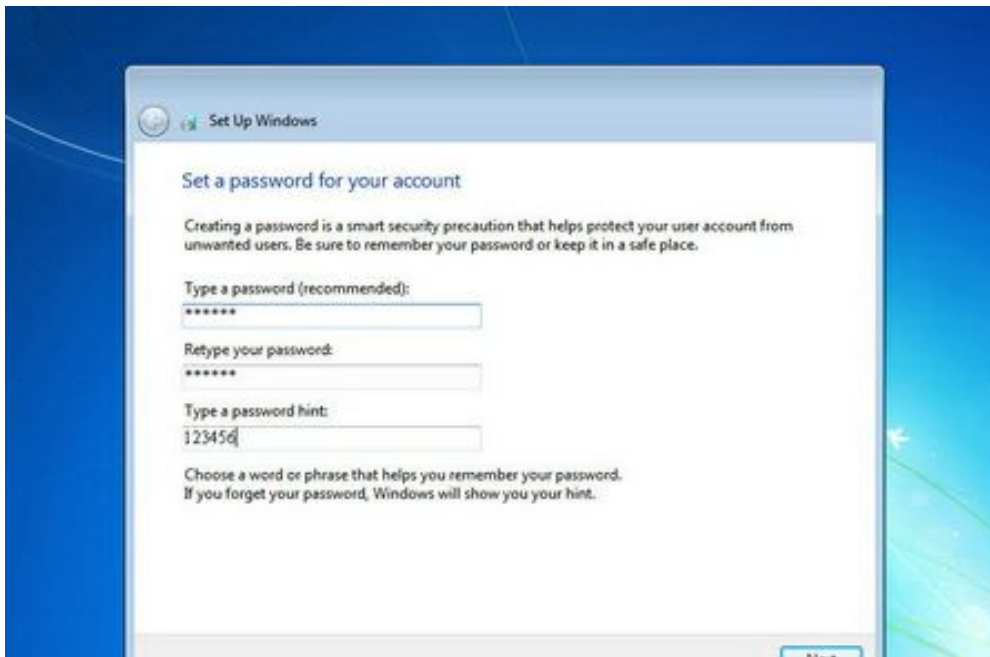 Set Up Windows
Set a password for your account
Creating a password is a smart security precaution that helps protect your user account from
unwanted users. Be sure to remember your password or keep it in a safe place.
Type a password (recommended):
******
Retype your password:
******
Type a password hint:
123456
Choose a word or phrase that helps you remember your password.
If you forget your password, Windows will show you your hint.